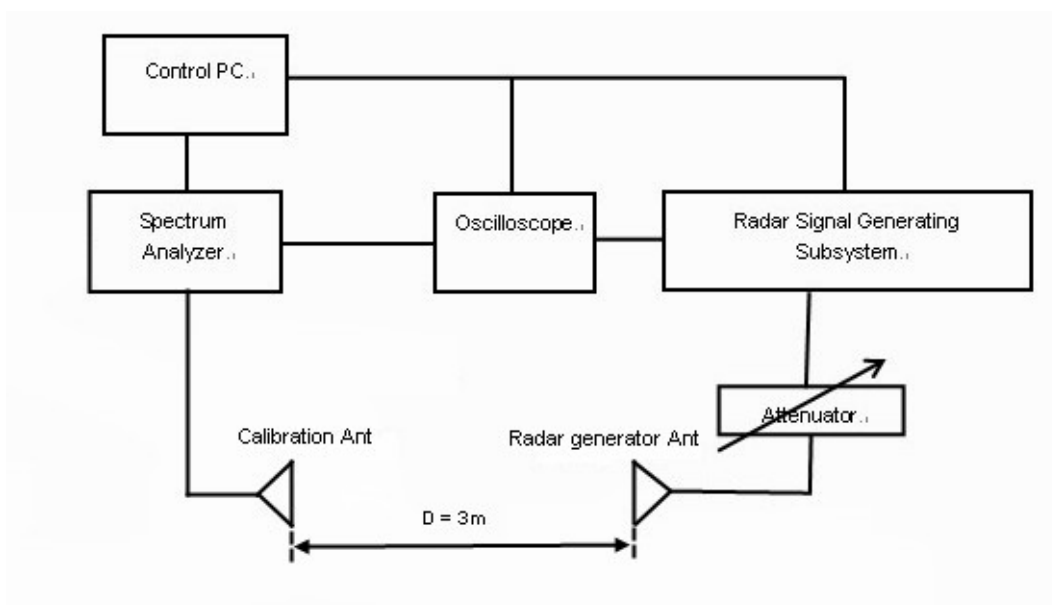 Control PC.
Spectrum
Analyzer.
Oscilloscope.
Radar Signal Generating
Subsystem.
Attenuator.
Calibration Ant
Radar generator Ant
D = 3m